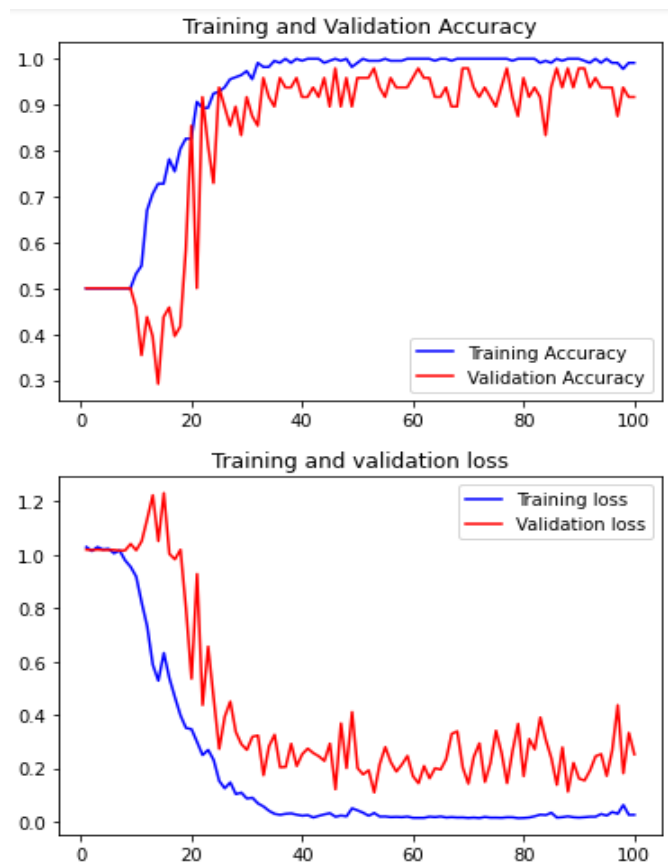 Training and Validation Accuracy
1.0
0.9
0.8
0.7
0.6
0.5
0.4
0.3
Training Accuracy
Validation Accuracy
0 20 40 60 80 100
Training and validation loss
1.2
1.0
0.8
0.6
0.4
0.2
0.0
Training loss
Validation loss
0 20 40 60 80 100